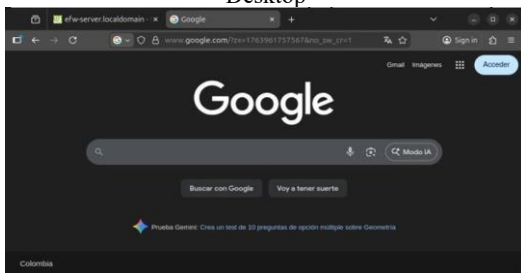 Desktop
efw-server.localdomain - Google
www.google.com/?zx=1763961757567&no_sw_cr=1 Sign in
Gmail Imágenes Acceder
Google
Modo IA
Buscar con Google Voy a tener suerte
Prueba Gemini: Crea un test de 10 preguntas de opción múltiple sobre Geometría
Colombia